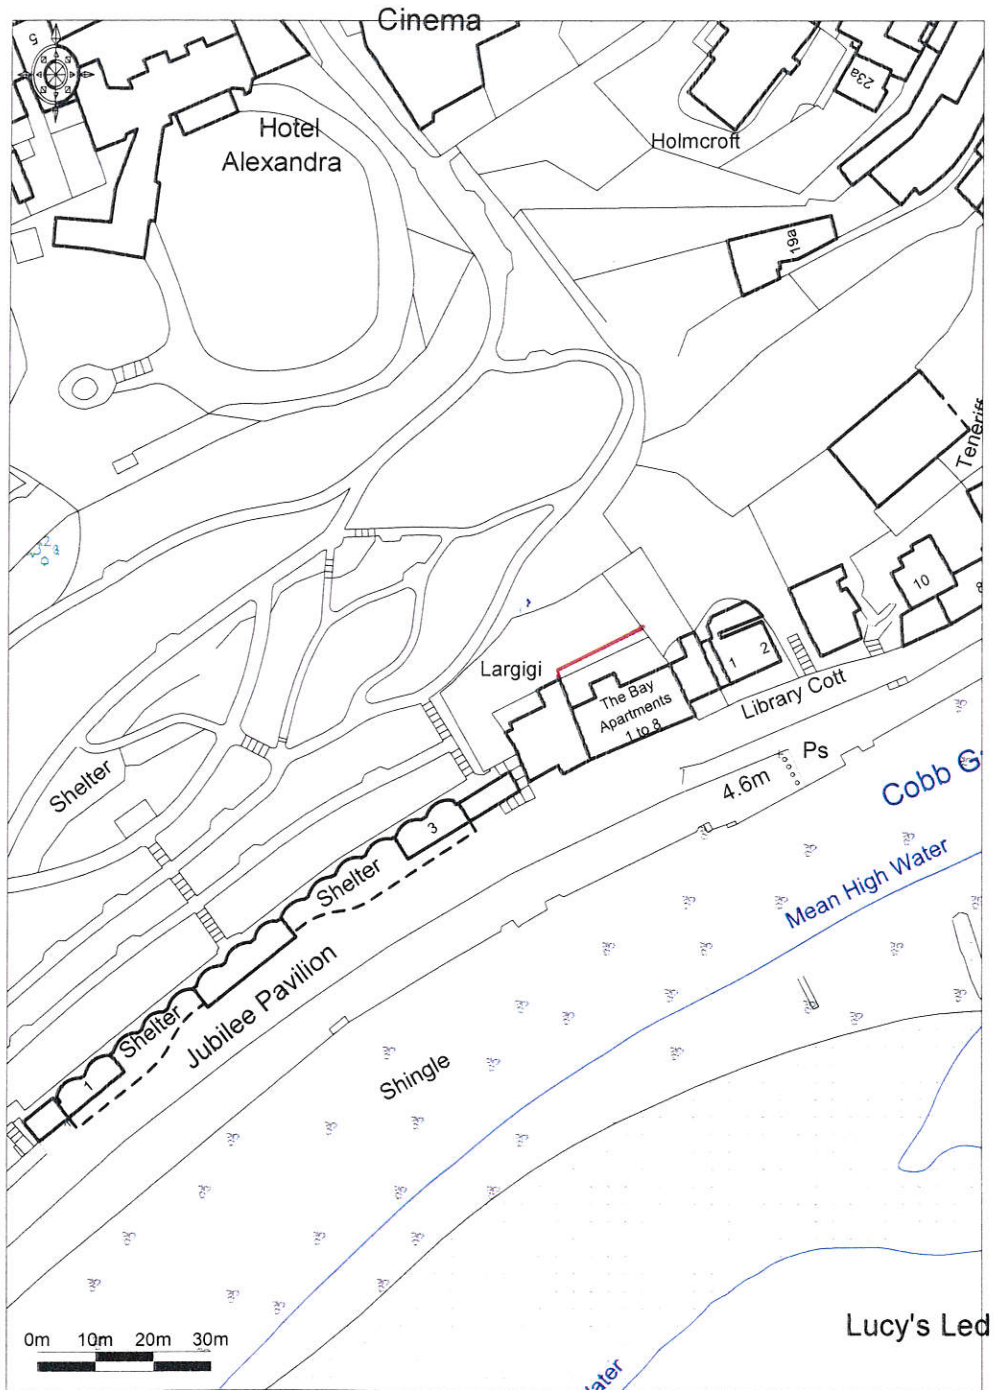 Cinema
5
Hotel
Alexandra
23a
Holmcroft
19a
Teneriff
10
8
Largigi
The Bay
Apartments
1 to 8
1
2
Library Cott
Ps
4.6m
Cobb G
Shelter
3
Mean High Water
Shelter
Jubilee Pavilion
Shelter
1
Shingle
Lucy's Led
0m 10m 20m 30m
ater